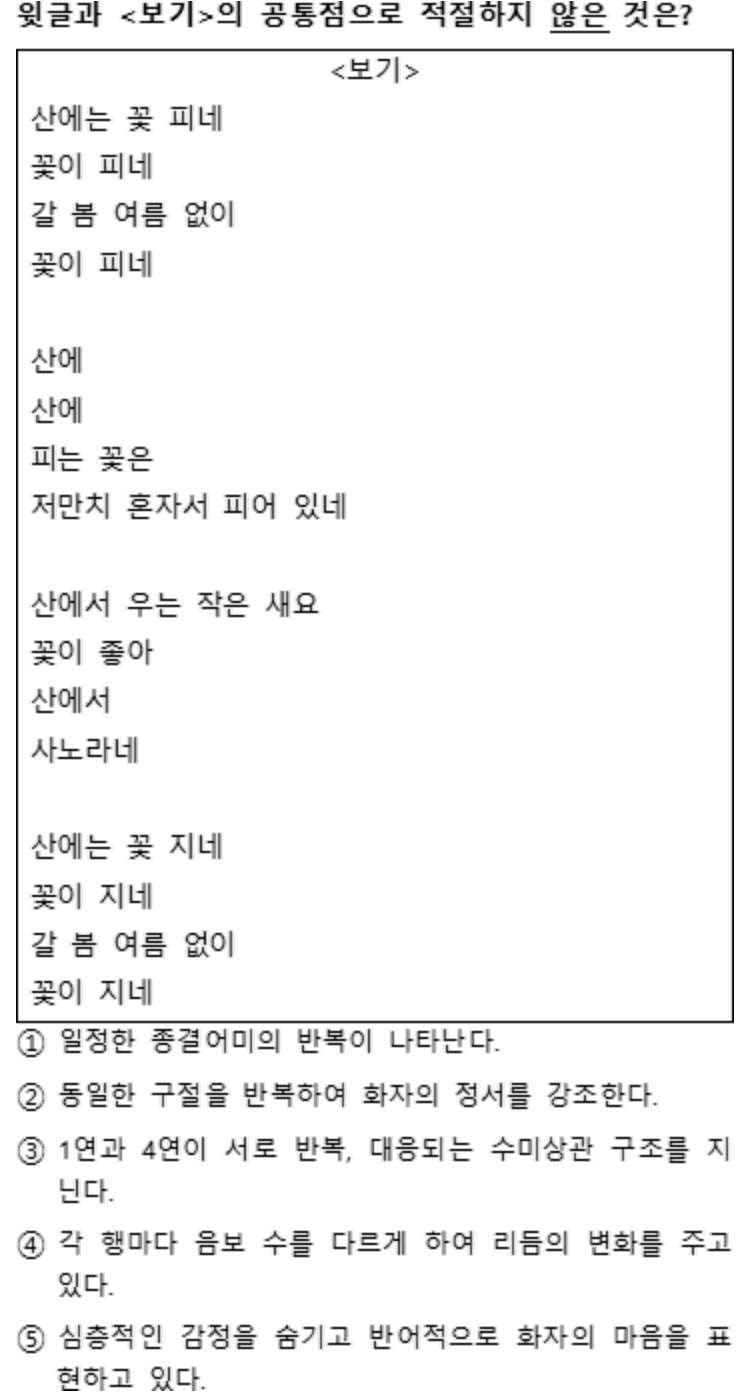 윗글과 <보기>의 공통점으로 적절하지 않은 것은?
<보기>
산에는 꽃 피네
꽃이 피네
갈 봄 여름 없이
꽃이 피네
산에
산에
피는 꽃은
저만치 혼자서 피어 있네
산에서 우는 작은 새요
꽃이 좋아
산에서
사노라네
산에는 꽃 지네
꽃이 지네
갈 봄 여름 없이
꽃이 지네
① 일정한 종결어미의 반복이 나타난다.
② 동일한 구절을 반복하여 화자의 정서를 강조한다.
③ 1연과 4연이 서로 반복, 대응되는 수미상관 구조를 지
닌다.
④ 각 행마다 음보 수를 다르게 하여 리듬의 변화를 주고
있다.
⑤ 심층적인 감정을 숨기고 반어적으로 화자의 마음을 표
현하고 있다.